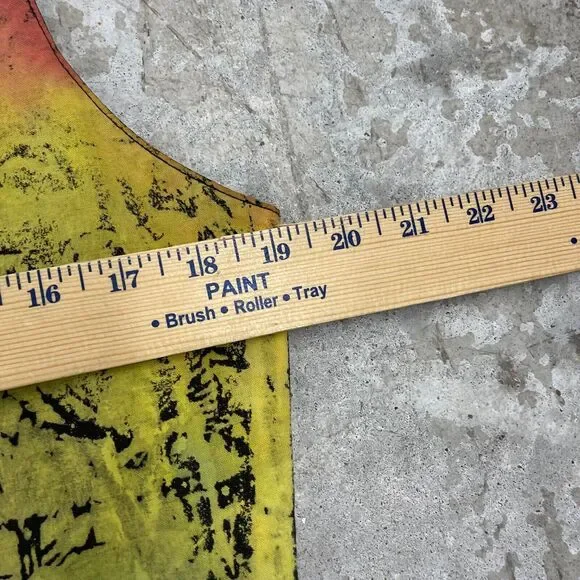 16 17 18 19 20 21 22 23
PAINT
• Brush • Roller • Tray